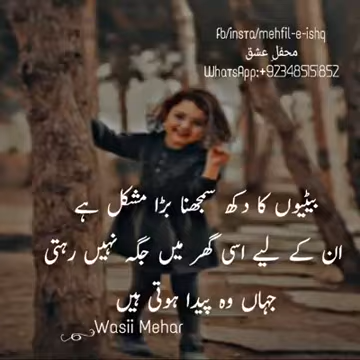 fb/insta/mehfil-e-ishq
محفل عشق
WhatsApp:+923485151852
بیٹیوں کا دکھ سمجھنا بڑا مشکل ہے
ان کے لیے اسی گھر میں جگہ نہیں رہتی
جہاں وہ پیدا ہوتی ہیں
Wasii Mehar